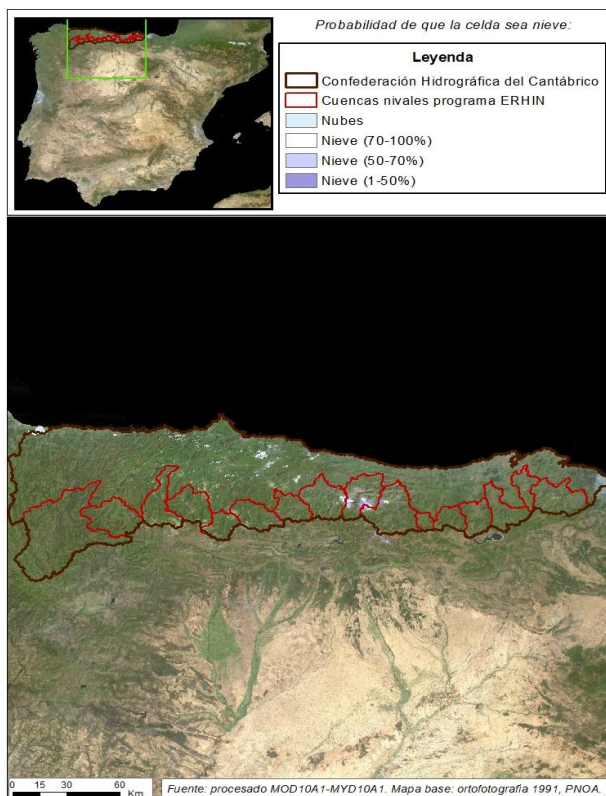 Probabilidad de que la celda sea nieve:
Leyenda
Confederación Hidrográfica del Cantábrico
Cuencas nivales programa ERHIN
Nubes
Nieve (70-100%)
Nieve (50-70%)
Nieve (1-50%)
0 15 30 60
Km
Fuente: procesado MOD10A1-MYD10A1. Mapa base: ortofotografia 1991, PNOA.